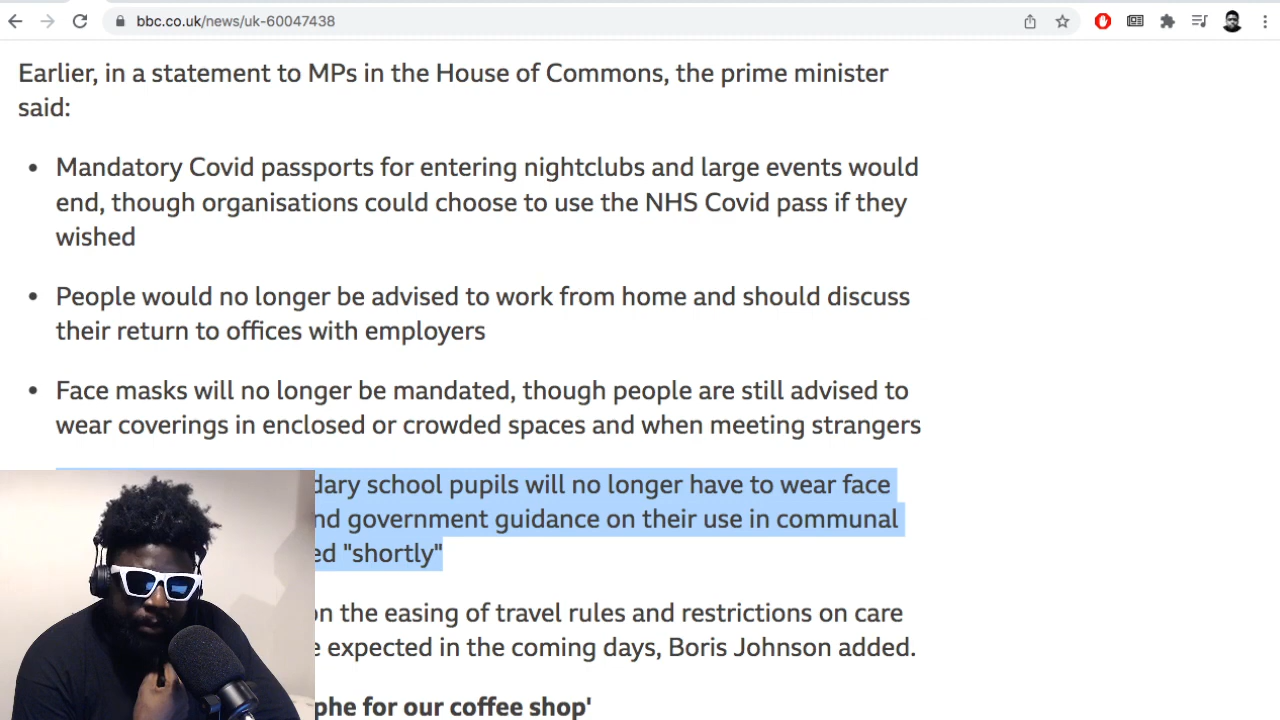 bbc.co.uk/news/uk-60047438
Earlier, in a statement to MPs in the House of Commons, the prime minister
said:
• Mandatory Covid passports for entering nightclubs and large events would
end, though organisations could choose to use the NHS Covid pass if they
wished
• People would no longer be advised to work from home and should discuss
their return to offices with employers
• Face masks will no longer be mandated, though people are still advised to
wear coverings in enclosed or crowded spaces and when meeting strangers
dary school pupils will no longer have to wear face
nd government guidance on their use in communal
ed "shortly"
on the easing of travel rules and restrictions on care
e expected in the coming days, Boris Johnson added.
phe for our coffee shop'